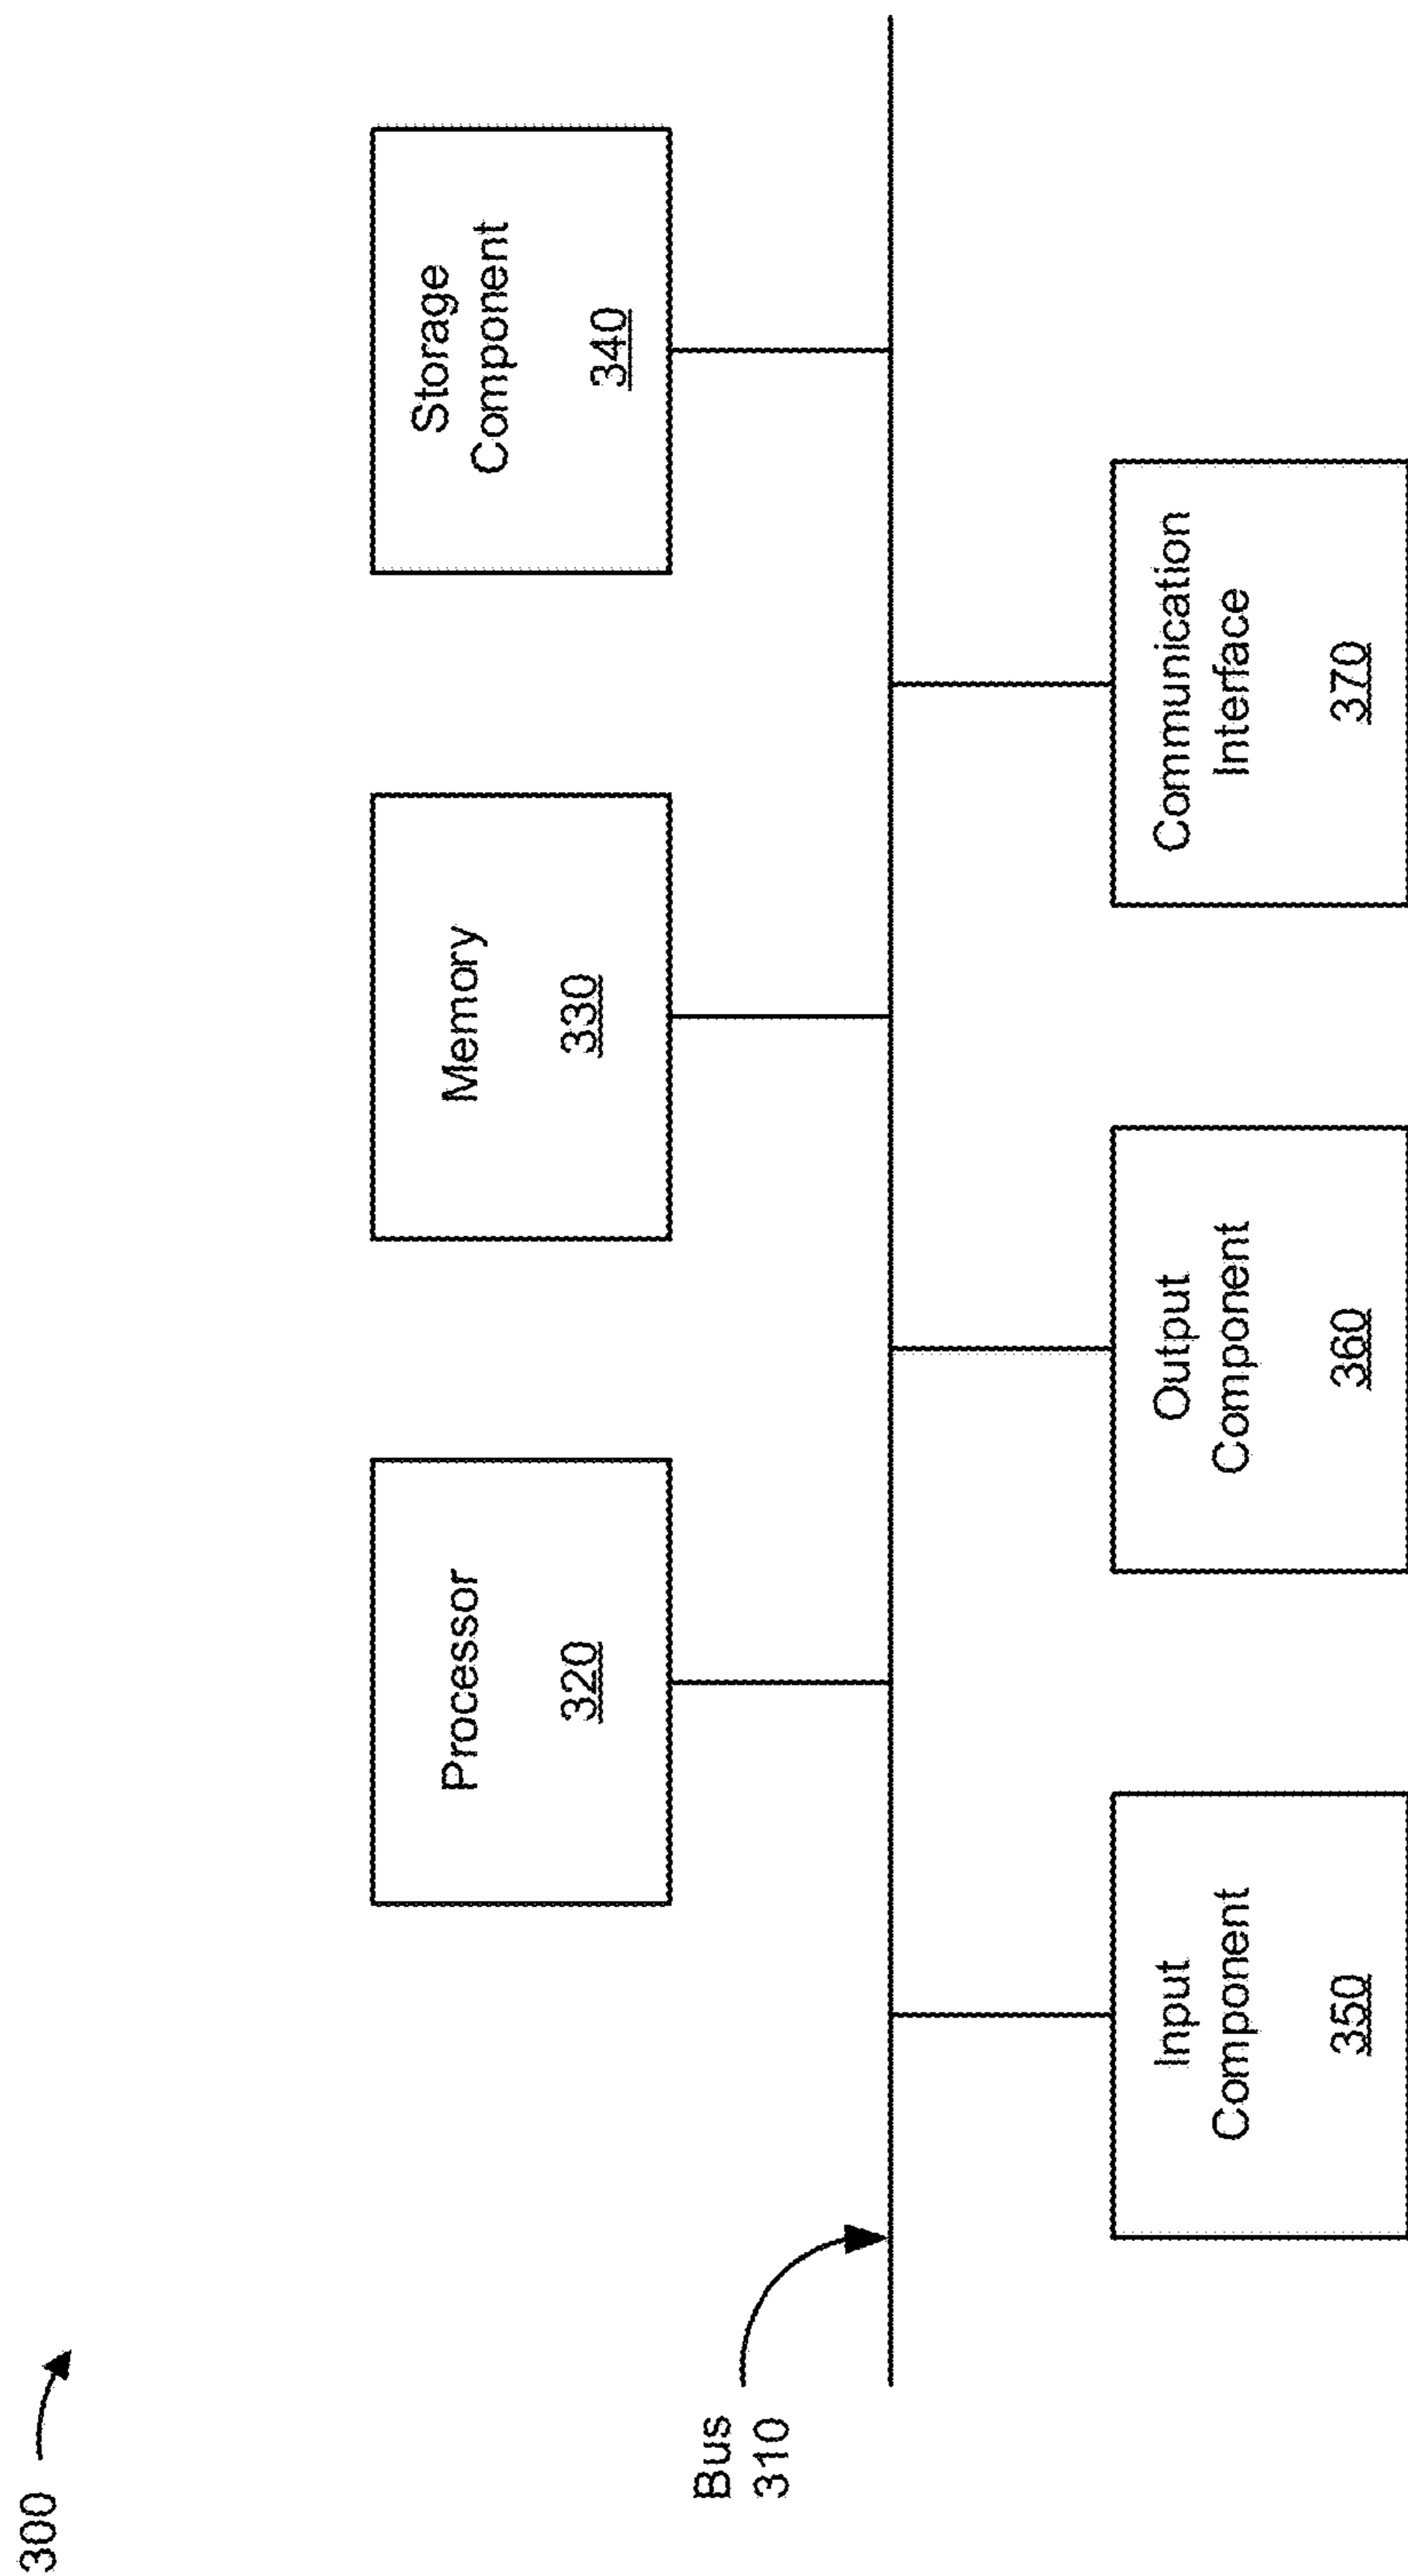 300
Bus
310
Processor
320
Memory
330
Storage
Component
340
Input
Component
350
Output
Component
360
Communication
Interface
370